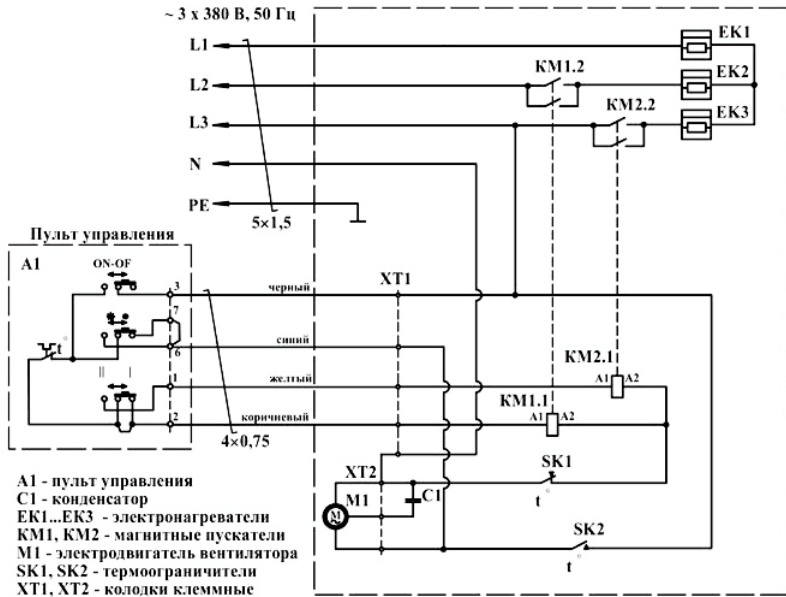 ~ 3 x 380 В, 50 Гц
L1
L2
L3
N
PE
5×1,5
EK1
EK2
EK3
KM1.2
KM2.2
Пульт управления
A1
ON-OF
t°
||
|
3
7
6
1
2
4×0,75
черный
синий
желтый
коричневый
XT1
KM2.1
A1
A2
KM1.1
A1
A2
XT2
M1
M
C1
SK1
t°
SK2
t°
A1 - пульт управления
C1 - конденсатор
EK1...EK3 - электронагреватели
KM1, KM2 - магнитные пускатели
M1 - электродвигатель вентилятора
SK1, SK2 - термоограничители
XT1, XT2 - колодки клеммные